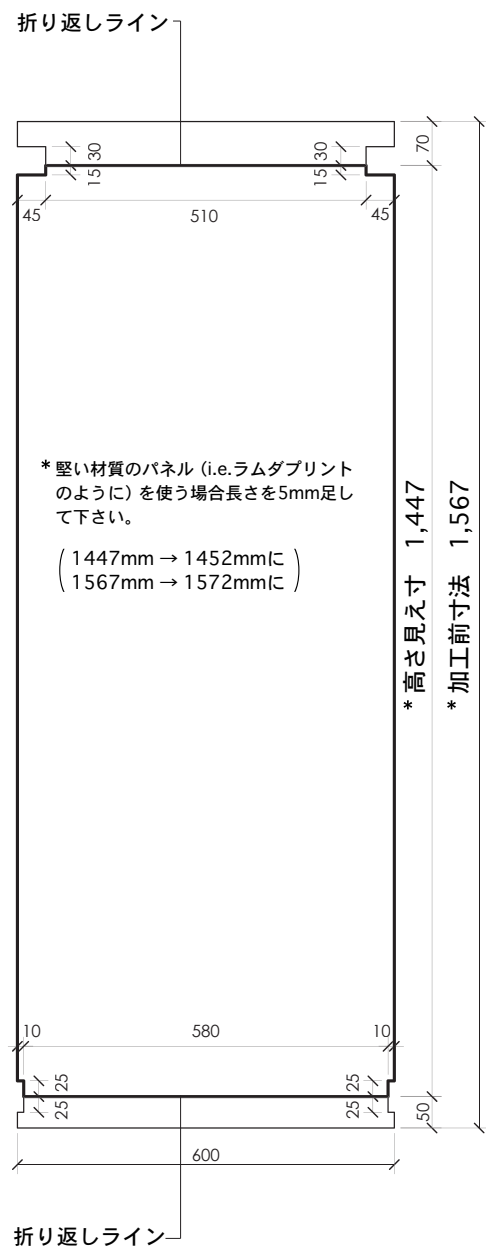 折り返しライン
70
30
30
15
15
45
510
45
* 堅い材質のパネル（i.e.ラムダプリント
のように）を使う場合長さを5mm足し
て下さい。
( 1447mm → 1452mmに )
( 1567mm → 1572mmに )
* 高さ見え寸 1,447
* 加工前寸法 1,567
10
580
10
25
25
25
25
50
600
折り返しライン